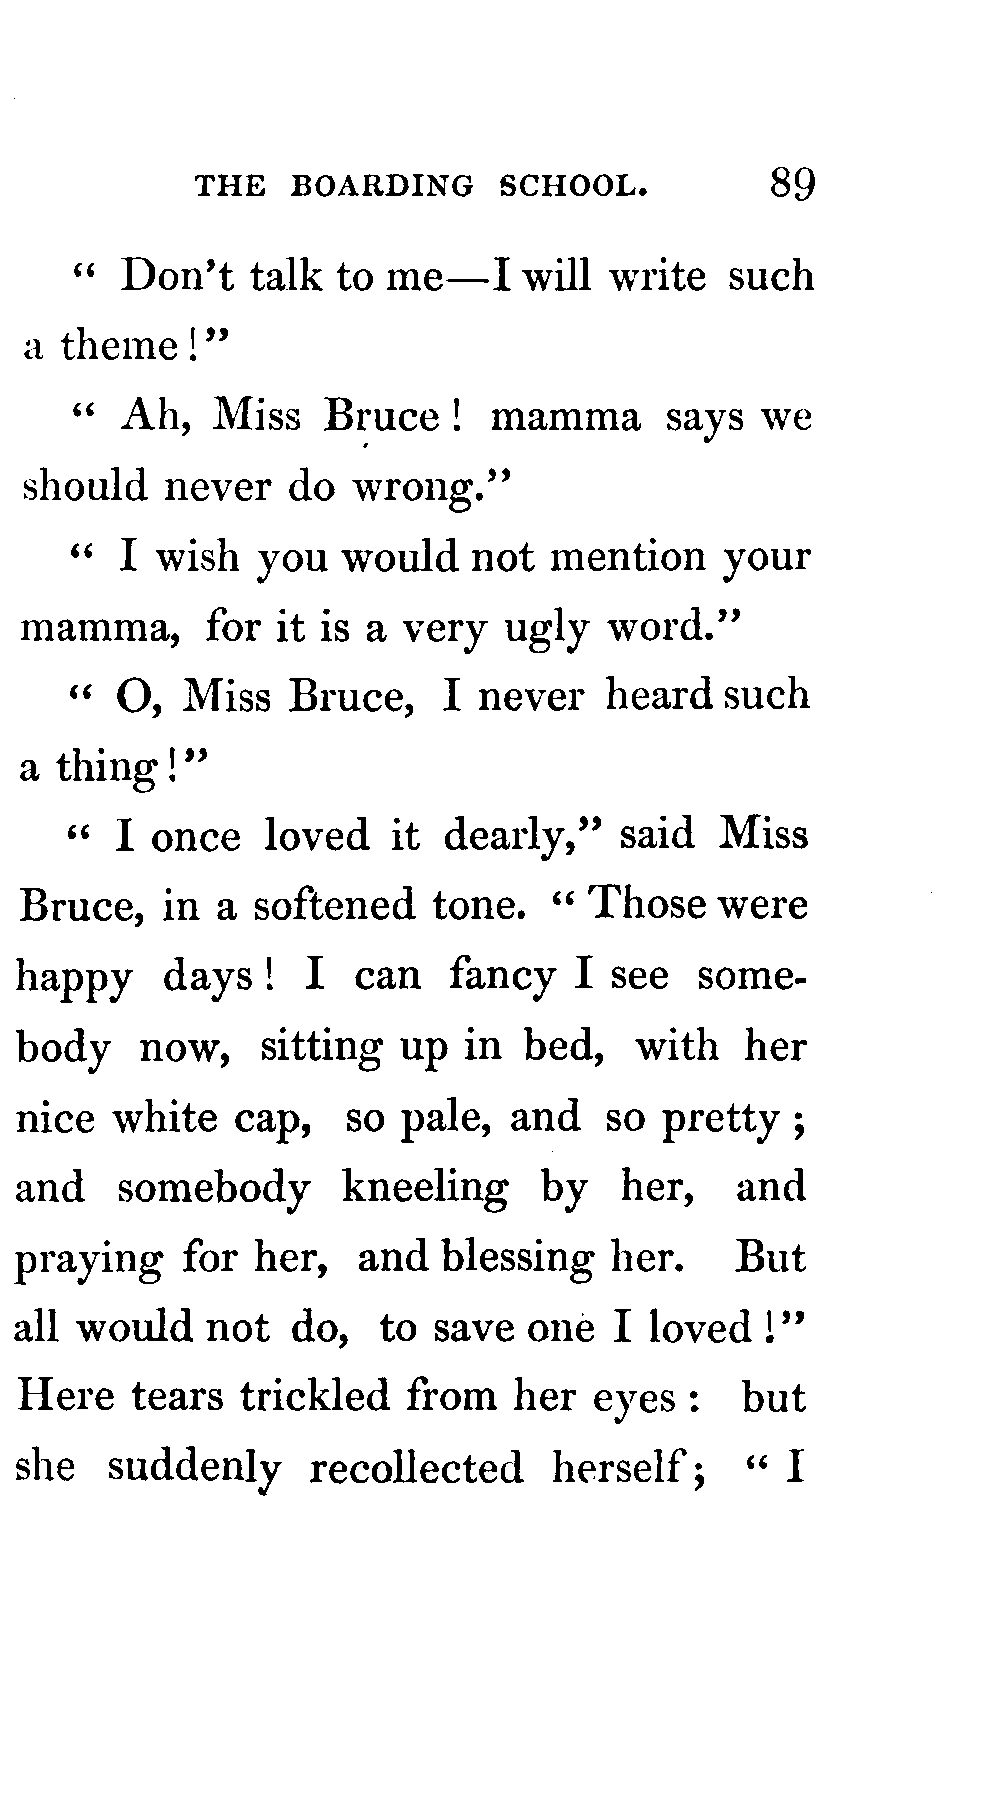 THE BOARDING SCHOOL. 89
“ Don’t talk to me—I will write such
a theme !”
“ Ah, Miss Bruce ! mamma says we
should never do wrong.”
“ I wish you would not mention your
mamma, for it is a very ugly word.”
“ O, Miss Bruce, I never heard such
a thing !”
“ I once loved it dearly,” said Miss
Bruce, in a softened tone. “ Those were
happy days ! I can fancy I see some-
body now, sitting up in bed, with her
nice white cap, so pale, and so pretty ;
and somebody kneeling by her, and
praying for her, and blessing her. But
all would not do, to save one I loved !”
Here tears trickled from her eyes : but
she suddenly recollected herself ; “ I